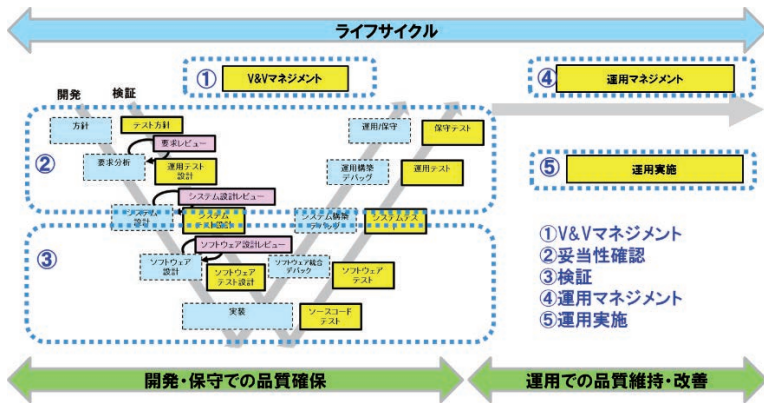 ライフサイクル
① V&Vマネジメント
④ 運用マネジメント
開発
検証
方針
テスト方針
要求レビュー
②
要求分析
運用テスト
設計
システム設計レビュー
システム
設計
システム
テスト設計
運用/保守
保守テスト
運用構築
デバッグ
運用テスト
システム構築
デバッグ
システムテス
⑤ 運用実施
③
ソフトウェア設計レビュー
ソフトウェア
設計
ソフトウェア
テスト設計
ソフトウェア統合
デバック
ソフトウェア
テスト
実装
ソースコード
テスト
①V&Vマネジメント
②妥当性確認
③検証
④運用マネジメント
⑤運用実施
開発・保守での品質確保
運用での品質維持・改善